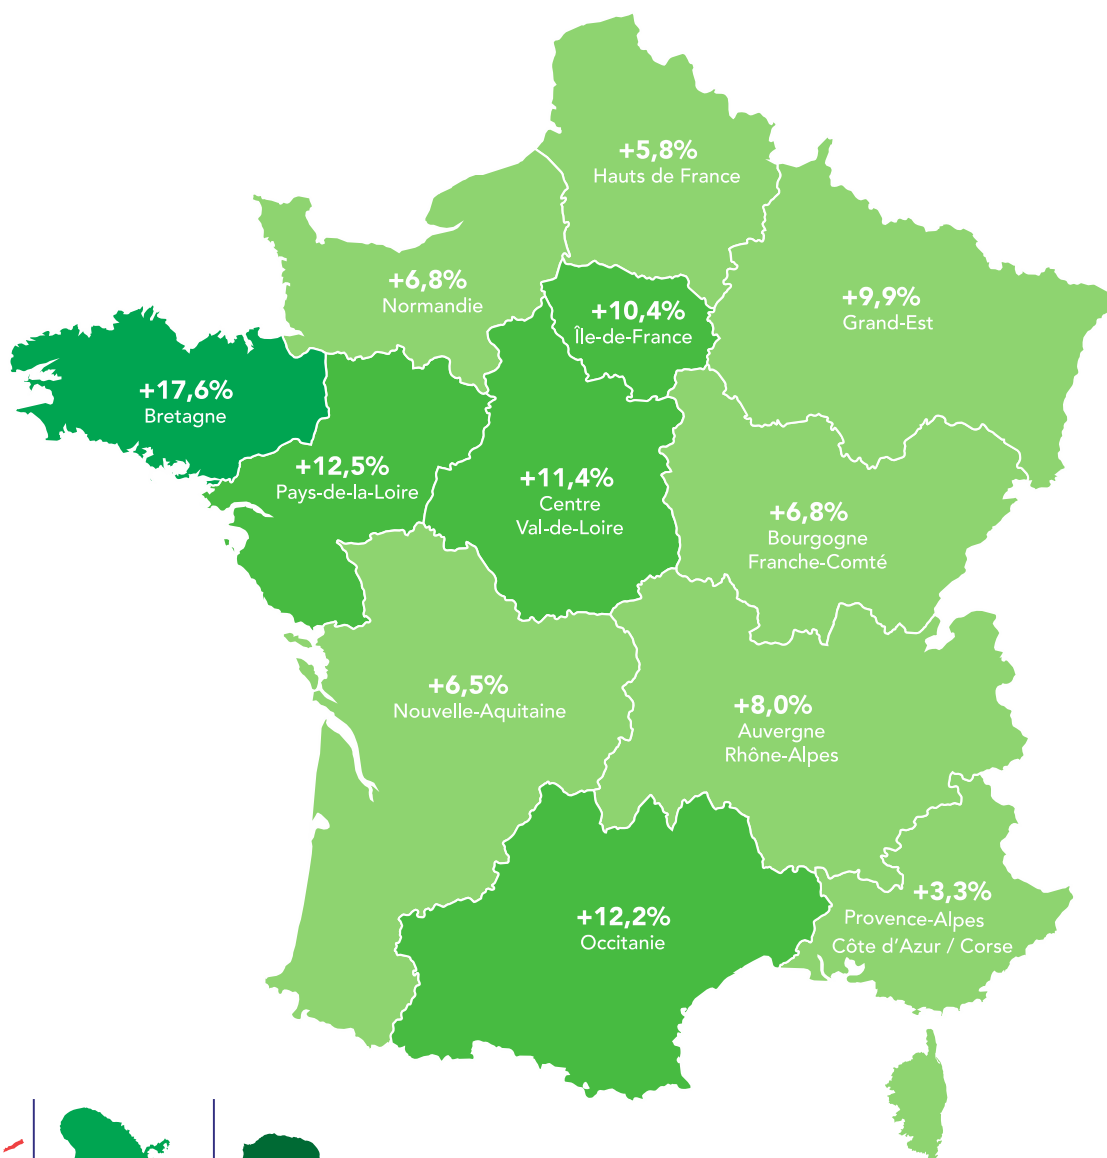 +5,8%
Hauts de France
+6,8%
Normandie
+9,9%
Grand-Est
+10,4%
Île-de-France
+17,6%
Bretagne
+12,5%
Pays-de-la-Loire
+11,4%
Centre
Val-de-Loire
+6,8%
Bourgogne
Franche-Comté
+6,5%
Nouvelle-Aquitaine
+8,0%
Auvergne
Rhône-Alpes
+3,3%
Provence-Alpes
Côte d'Azur / Corse
+12,2%
Occitanie